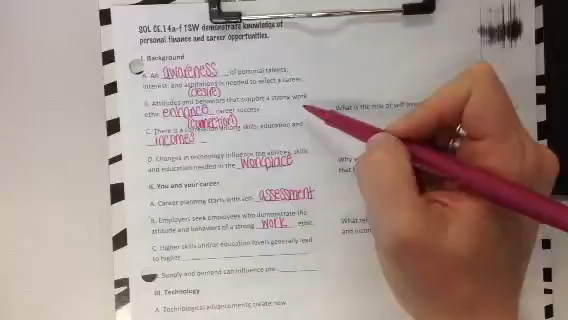 SOL CE.14a-f TSW demonstrate knowledge of
personal finance and career opportunities.
I. Background
A. An awareness of personal talents,
interest: and aspirations is needed to select a career.
(desire)
B. Attitudes and behaviors that support a strong work
ethic enhance career success
(connection)
C. There is a correlation among skills, education and
incomes
D. Changes in technology influence the abilities, skills
and education needed in the workplace
II. You and your career
A. Career planning starts with self- assessment
B. Employers seek employees who demonstrate the
attitude and behaviors of a strong work ethic.
C. Higher skills and/or education levels generally lead
to higher
Supply and demand can influence
III. Technology
A. Technological advancements create new
What is the role of self
Why
that
What
and